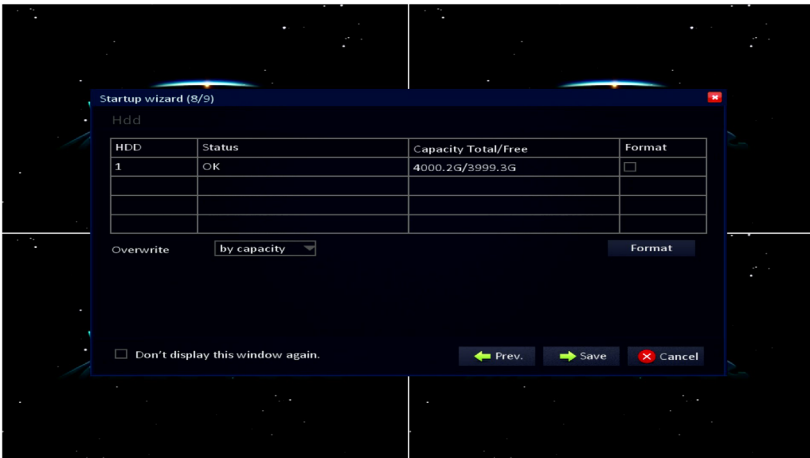 Startup wizard (8/9)
Hdd
HDD Status Capacity Total/Free Format
1 OK 4000.2G/3999.3G
Overwrite by capacity Format
Don't display this window again. Prev. Save Cancel